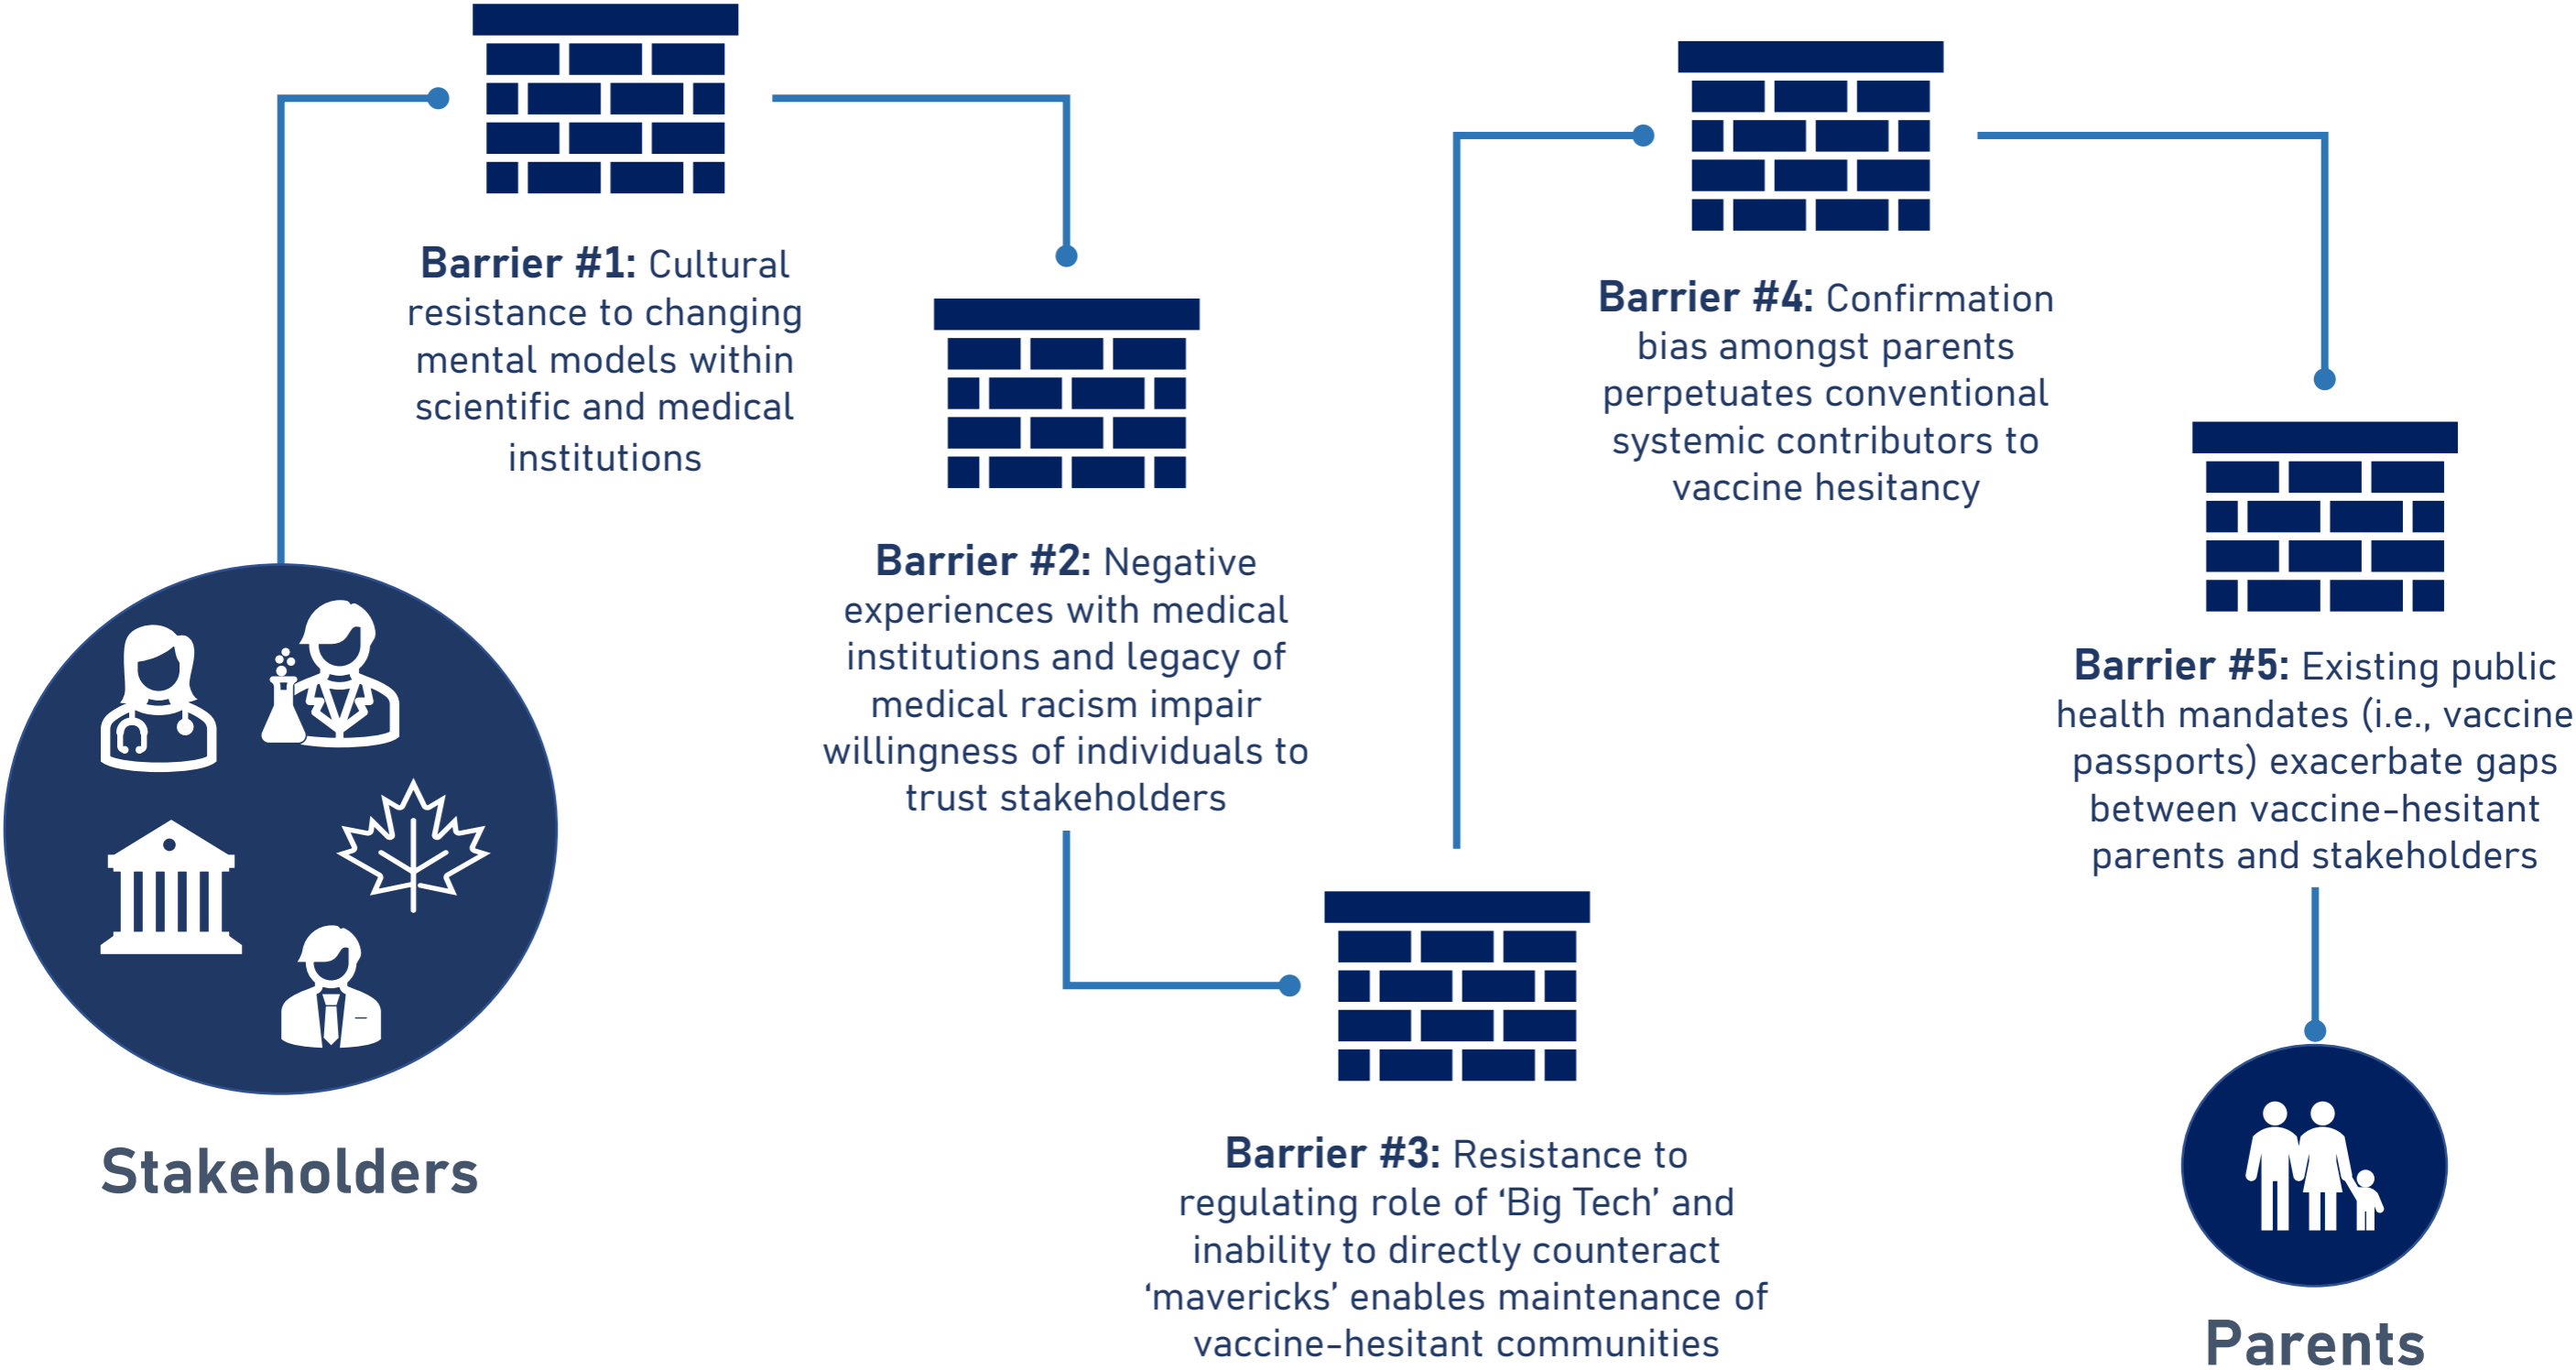 Barrier #1: Cultural
resistance to changing
mental models within
scientific and medical
institutions
Barrier #2: Negative
experiences with medical
institutions and legacy of
medical racism impair
willingness of individuals to
trust stakeholders
Barrier #3: Resistance to
regulating role of ‘Big Tech’ and
inability to directly counteract
‘mavericks’ enables maintenance of
vaccine-hesitant communities
Barrier #4: Confirmation
bias amongst parents
perpetuates conventional
systemic contributors to
vaccine hesitancy
Barrier #5: Existing public
health mandates (i.e., vaccine
passports) exacerbate gaps
between vaccine-hesitant
parents and stakeholders
Stakeholders
Parents